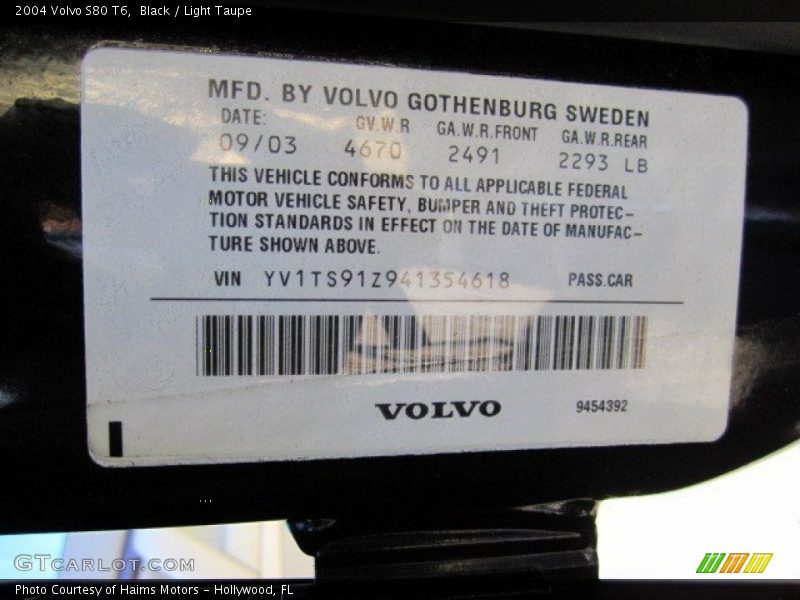 2004 Volvo S80 T6, Black / Light Taupe
MFD. BY VOLVO GOTHENBURG SWEDEN
DATE: GV.W.R GA.W.R.FRONT GA.W.R.REAR
09/03 4670 2491 2293 LB
THIS VEHICLE CONFORMS TO ALL APPLICABLE FEDERAL
MOTOR VEHICLE SAFETY, BUMPER AND THEFT PROTEC-
TION STANDARDS IN EFFECT ON THE DATE OF MANUFAC-
TURE SHOWN ABOVE.
VIN YV1TS91Z941354618 PASS.CAR
VOLVO 9454392
GTCARLOT.COM
Photo Courtesy of Haims Motors - Hollywood, FL